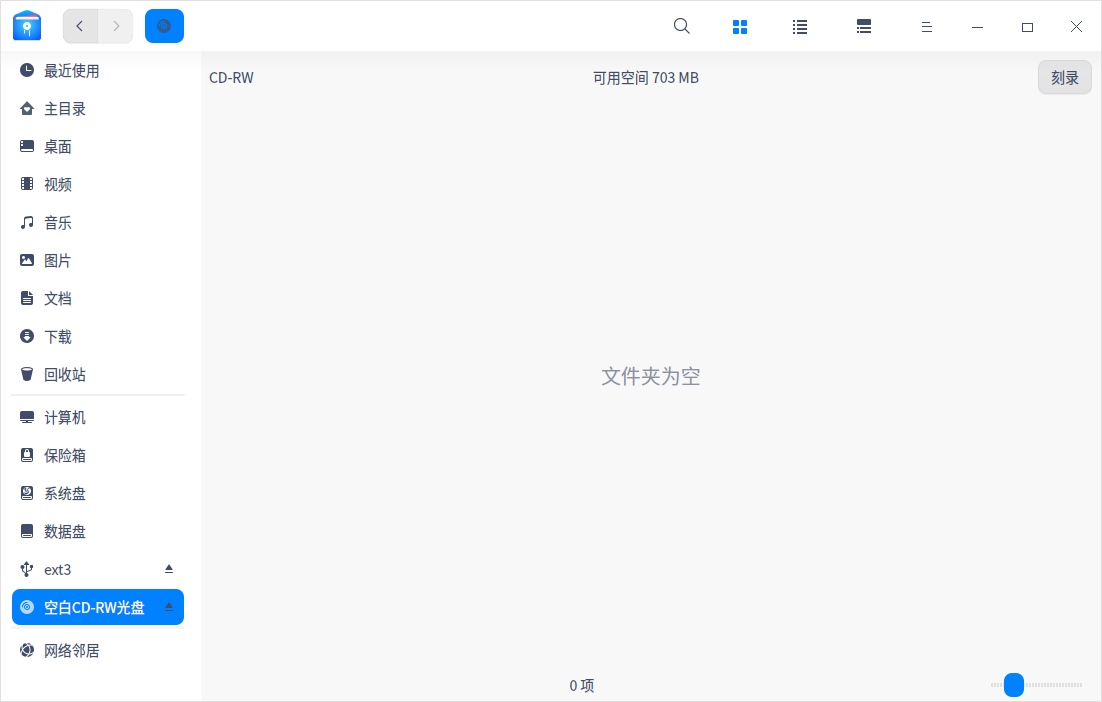 最近使用
主目录
桌面
视频
音乐
图片
文档
下载
回收站
计算机
保险箱
系统盘
数据盘
ext3
空白CD-RW光盘
网络邻居
CD-RW 可用空间 703 MB 刻录
文件夹为空
0 项